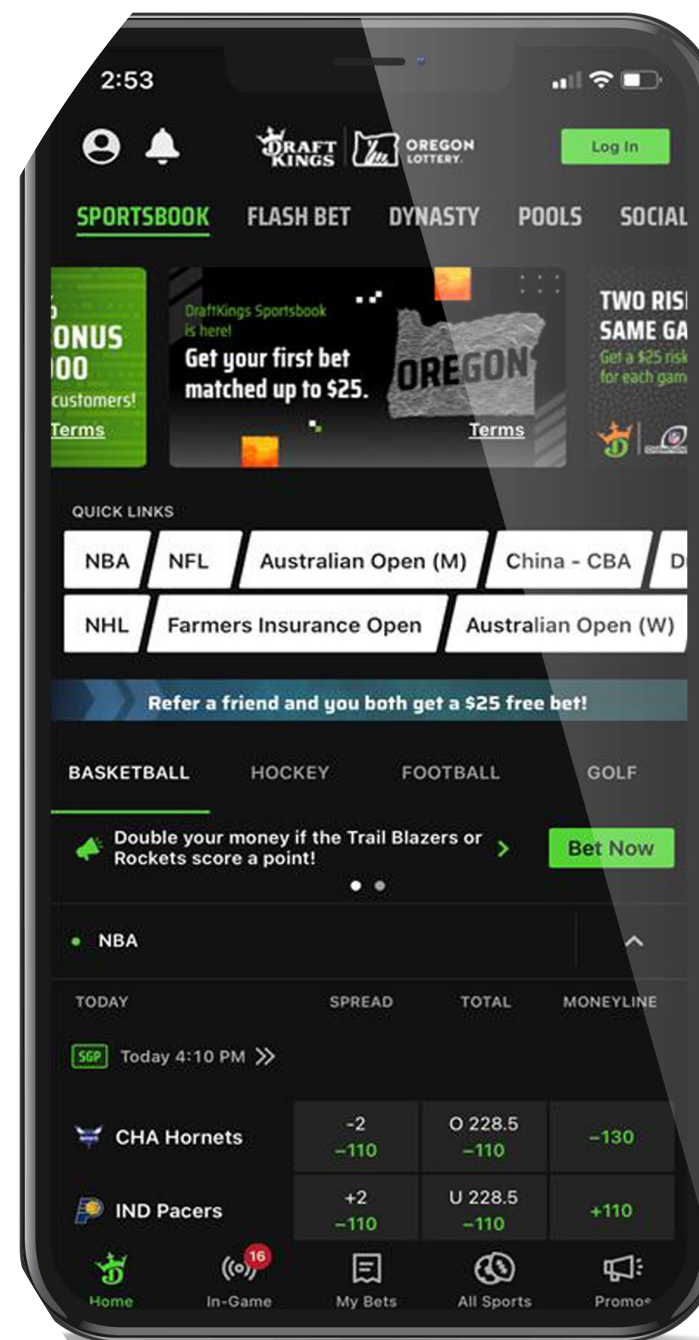 2:53
DRAFT KINGS
OREGON LOTTERY.
Log In
SPORTSBOOK FLASH BET DYNASTY POOLS SOCIAL
ONUS
00
customers!
Terms
DraftKings Sportsbook
is here!
Get your first bet
matched up to $25.
OREGON
Terms
TWO RIS
SAME GA
Get a $25 risk
for each gam
QUICK LINKS
NBA NFL Australian Open (M) China - CBA D
NHL Farmers Insurance Open Australian Open (W)
Refer a friend and you both get a $25 free bet!
BASKETBALL HOCKEY FOOTBALL GOLF
Double your money if the Trail Blazers or
Rockets score a point!
Bet Now
NBA
TODAY SPREAD TOTAL MONEYLINE
SGP Today 4:10 PM
CHA Hornets -2 -110 O 228.5 -110 -130
IND Pacers +2 -110 U 228.5 -110 +110
16
Home In-Game My Bets All Sports Promos